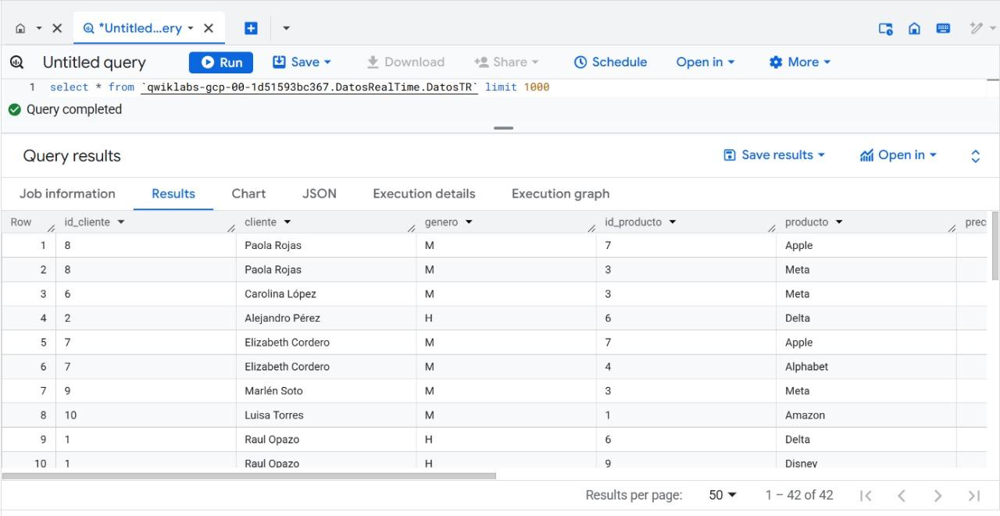 *Untitled...ery
Untitled query Run Save Download Share Schedule Open in More
1 select * from `qwiklabs-gcp-00-1d51593bc367.DatosRealTime.DatosTR` limit 1000
Query completed
Query results Save results Open in
Job information Results Chart JSON Execution details Execution graph
Row id_cliente cliente genero id_producto producto prec
1 8 Paola Rojas M 7 Apple
2 8 Paola Rojas M 3 Meta
3 6 Carolina López M 3 Meta
4 2 Alejandro Pérez H 6 Delta
5 7 Elizabeth Cordero M 7 Apple
6 7 Elizabeth Cordero M 4 Alphabet
7 9 Marlén Soto M 3 Meta
8 10 Luisa Torres M 1 Amazon
9 1 Raul Opazo H 6 Delta
10 1 Raul Opazo H 9 Disney
Results per page: 50 1 – 42 of 42